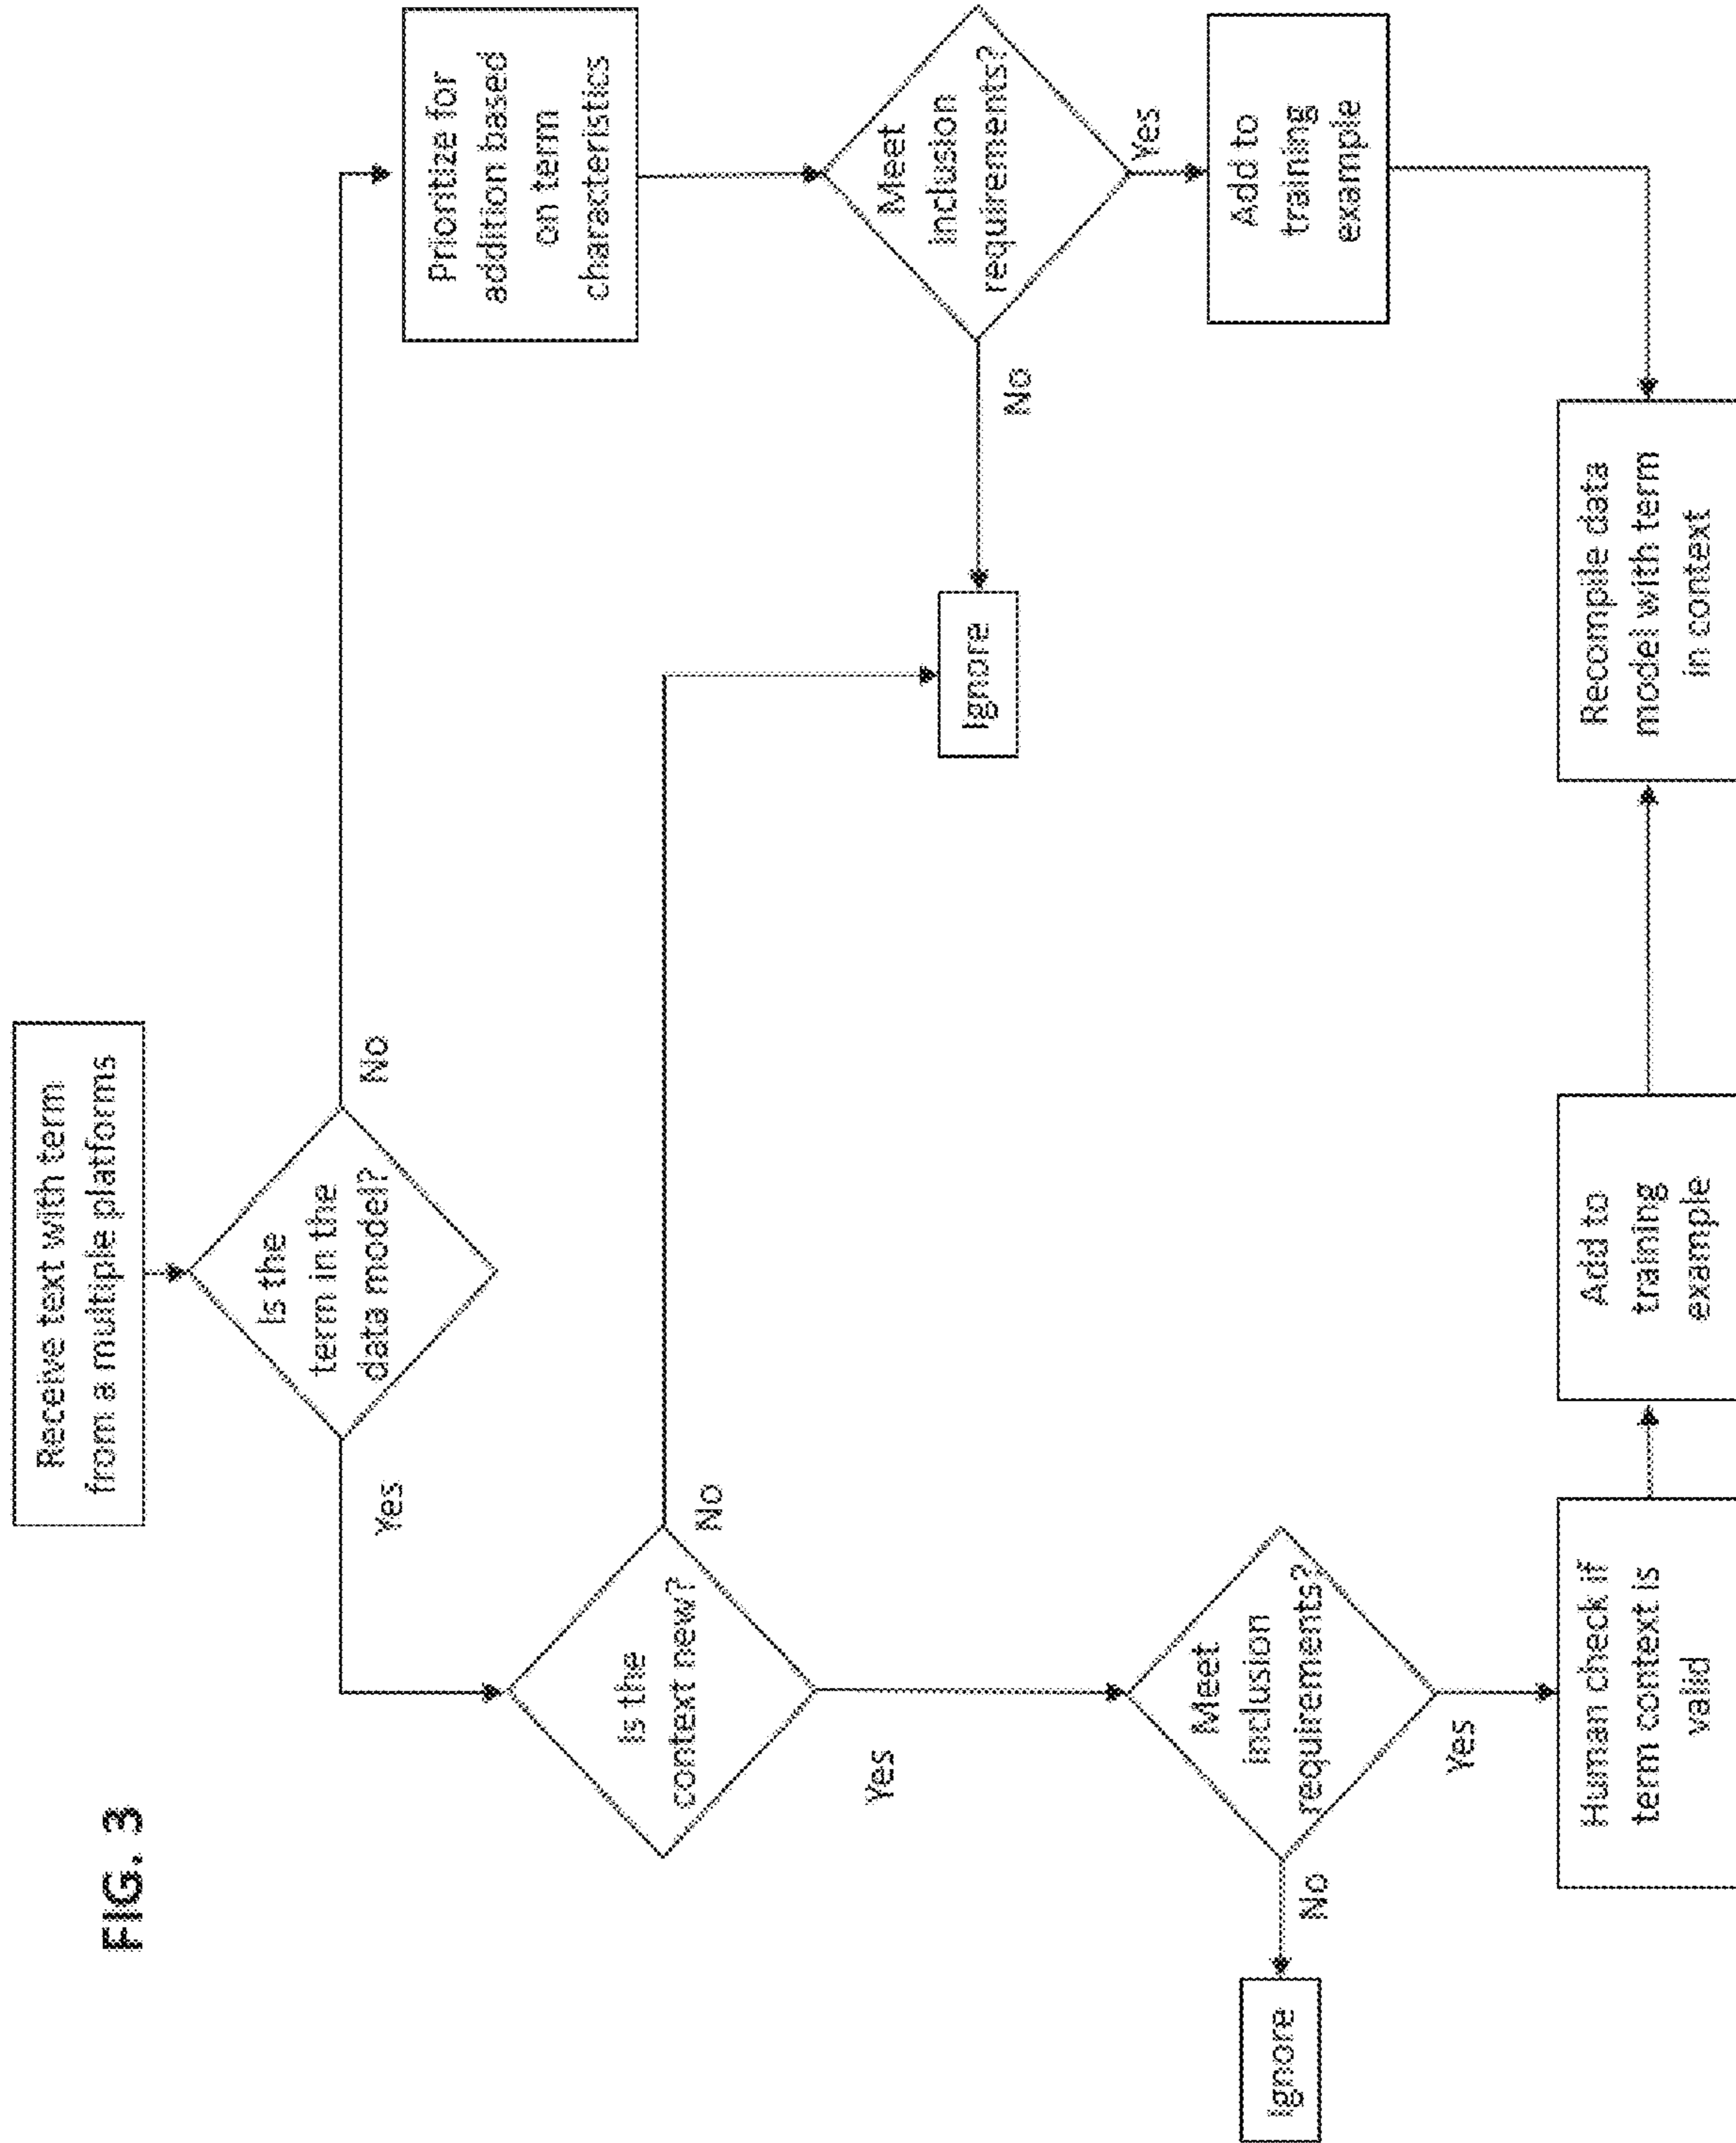 FIG. 3
Receive text with term
from a multiple platforms
Is the
term in the
data model?
Yes
No
Is the
context new?
No
Yes
Prioritize for
addition based
on term
characteristics
Meet
inclusion
requirements?
No
Yes
Ignore
Add to
training
example
Meet
inclusion
requirements?
No
Yes
Ignore
Human check if
term context is
valid
Add to
training
example
Recompile data
model with term
in context